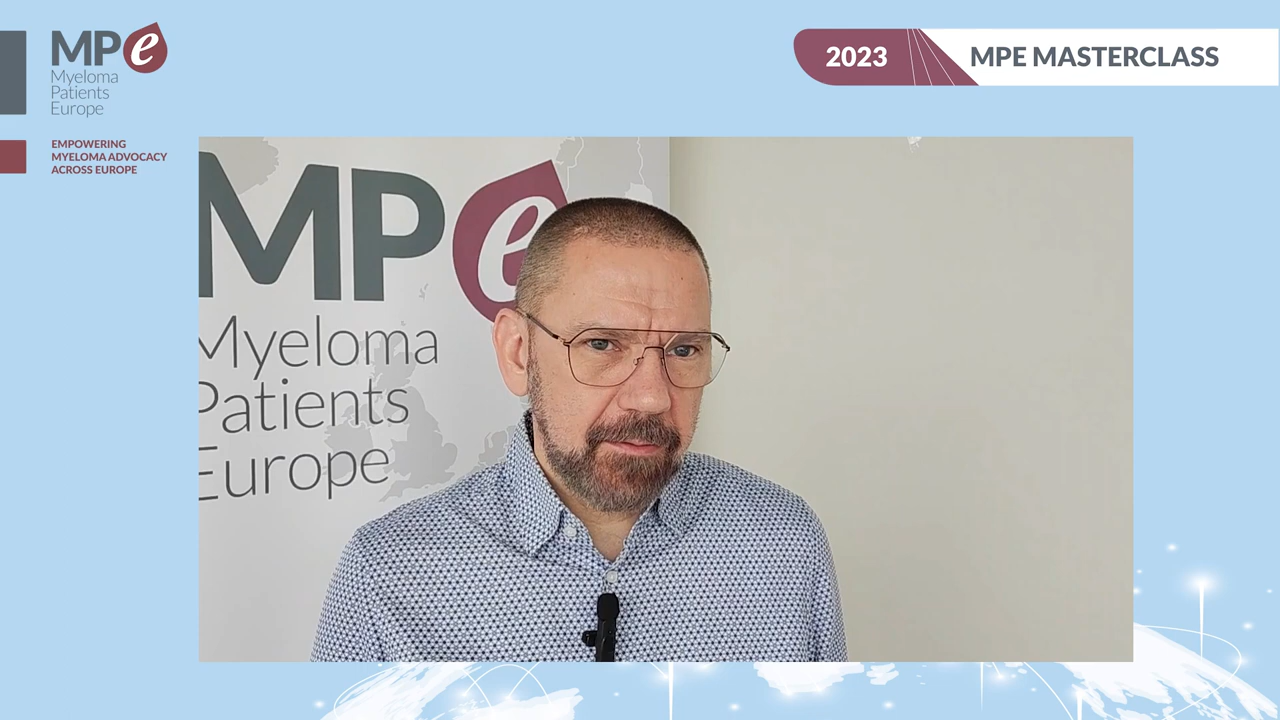 MPe
Myeloma
Patients
Europe
EMPOWERING
MYELOMA ADVOCACY
ACROSS EUROPE
2023
MPE MASTERCLASS
MPe
Myeloma
Patients
Europe